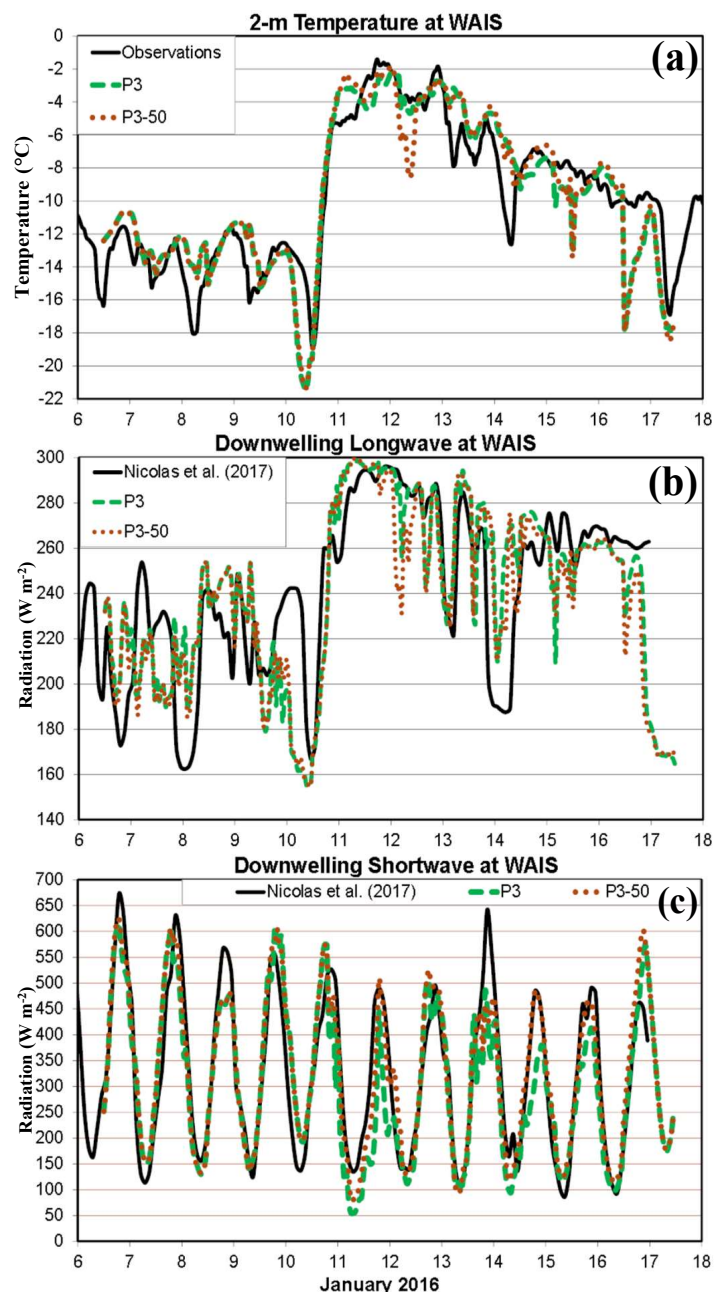 2-m Temperature at WAIS
(a)
Observations
P3
P3-50
Temperature (°C)
0
-2
-4
-6
-8
-10
-12
-14
-16
-18
-20
-22
6 7 8 9 10 11 12 13 14 15 16 17 18
Downwelling Longwave at WAIS
(b)
Nicolas et al. (2017)
P3
P3-50
Radiation (W m-2)
300
280
260
240
220
200
180
160
140
6 7 8 9 10 11 12 13 14 15 16 17 18
Downwelling Shortwave at WAIS
(c)
Nicolas et al. (2017) P3 P3-50
Radiation (W m-2)
700
650
600
550
500
450
400
350
300
250
200
150
100
50
0
6 7 8 9 10 11 12 13 14 15 16 17 18
January 2016